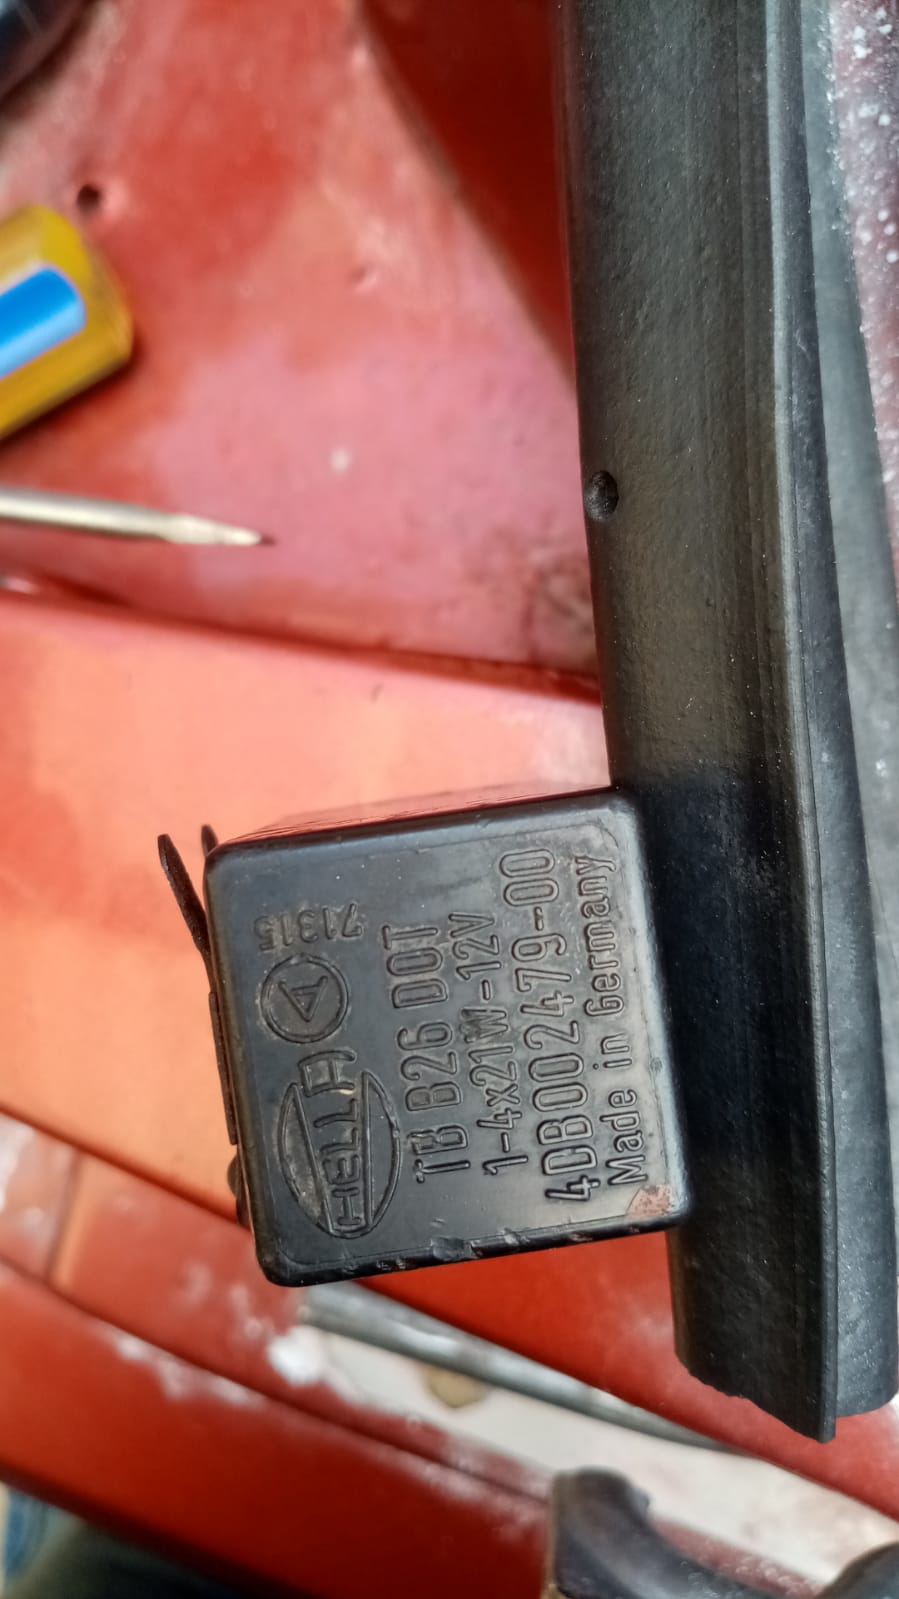 HELLA A 71315
TB B26 DOT
1-4x21W-12V
4DB002479-00
Made in Germany